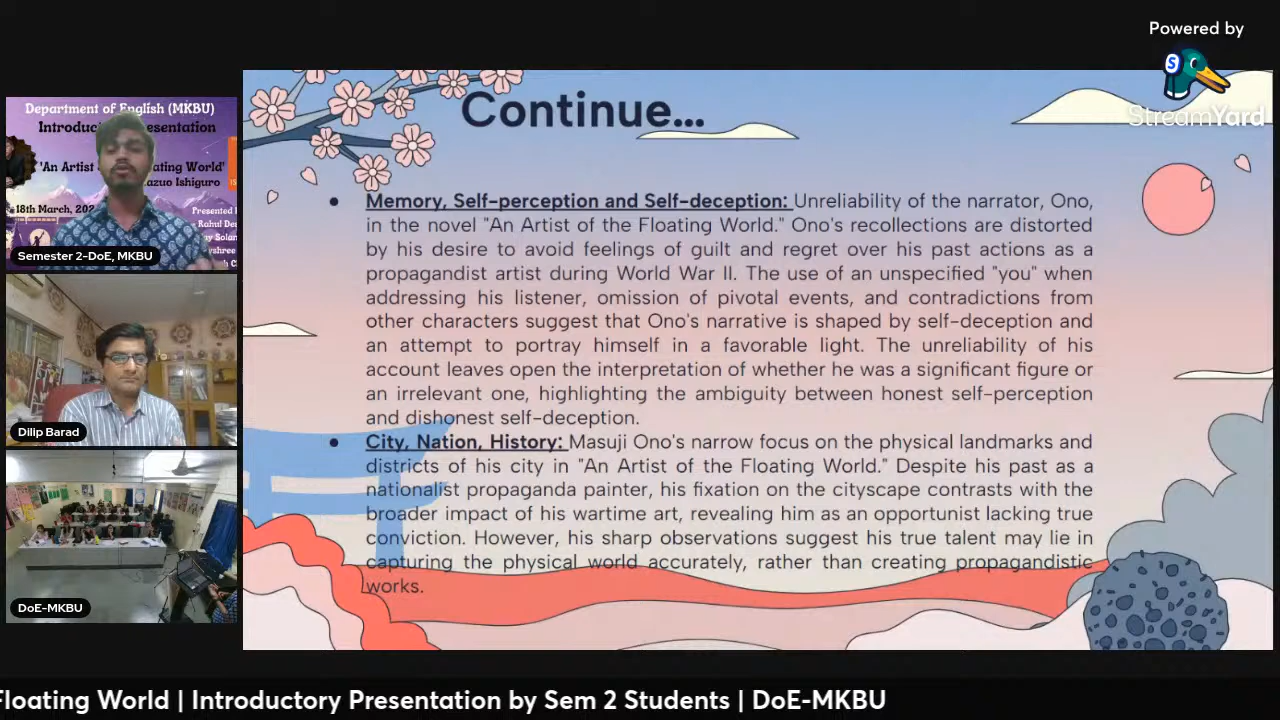 Powered by
StreamYard
Continue...
Department of English (MKBU)
'An Artist
18th March, 202
Semester 2-DoE, MKBU
Dilip Barad
DoE-MKBU
● Memory, Self-perception and Self-deception: Unreliability of the narrator, Ono,
in the novel "An Artist of the Floating World." Ono's recollections are distorted
by his desire to avoid feelings of guilt and regret over his past actions as a
propagandist artist during World War II. The use of an unspecified "you" when
addressing his listener, omission of pivotal events, and contradictions from
other characters suggest that Ono's narrative is shaped by self-deception and
an attempt to portray himself in a favorable light. The unreliability of his
account leaves open the interpretation of whether he was a significant figure or
an irrelevant one, highlighting the ambiguity between honest self-perception
and dishonest self-deception.
● City, Nation, History: Masuji Ono's narrow focus on the physical landmarks and
districts of his city in "An Artist of the Floating World." Despite his past as a
nationalist propaganda painter, his fixation on the cityscape contrasts with the
broader impact of his wartime art, revealing him as an opportunist lacking true
conviction. However, his sharp observations suggest his true talent may lie in
capturing the physical world accurately, rather than creating propagandistic
works.
Floating World | Introductory Presentation by Sem 2 Students | DoE-MKBU